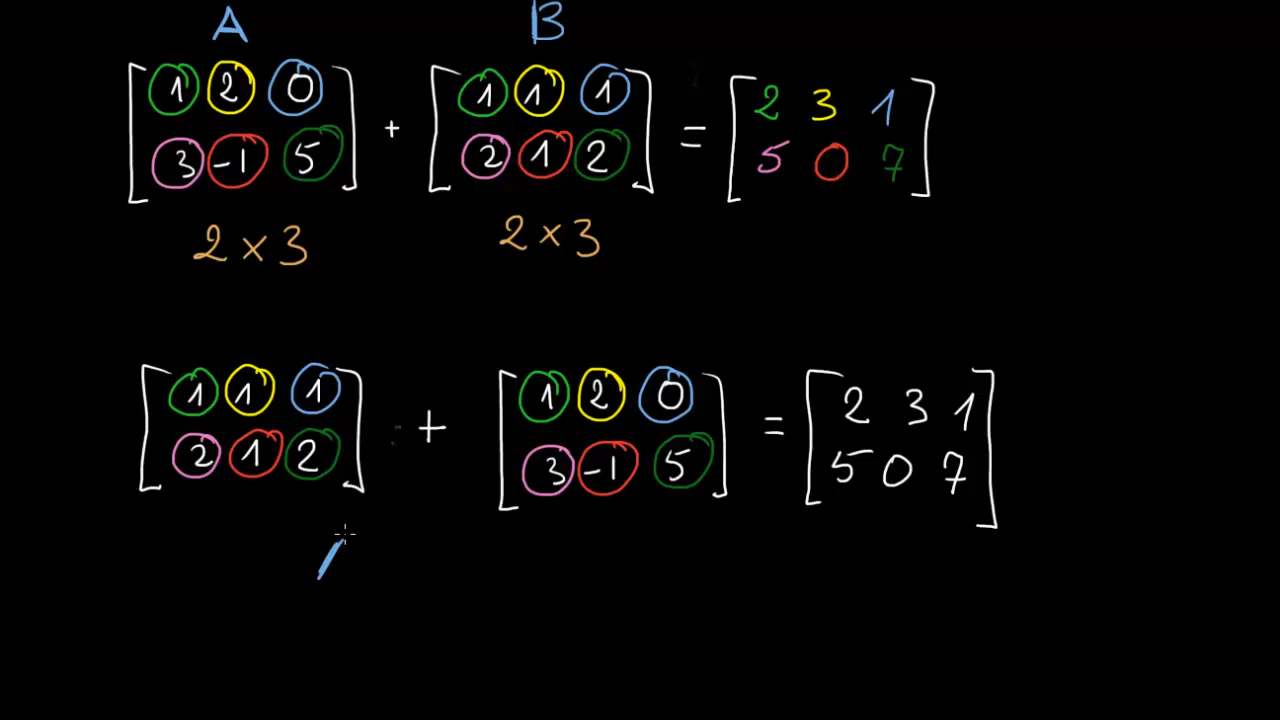 A B
[1 2 0] + [1 1 1] = [2 3 1]
[3 -1 5] [2 1 2] [5 0 7]
2 × 3 2 × 3
[1 1 1] + [1 2 0] = [2 3 1]
[2 1 2] [3 -1 5] [5 0 7]